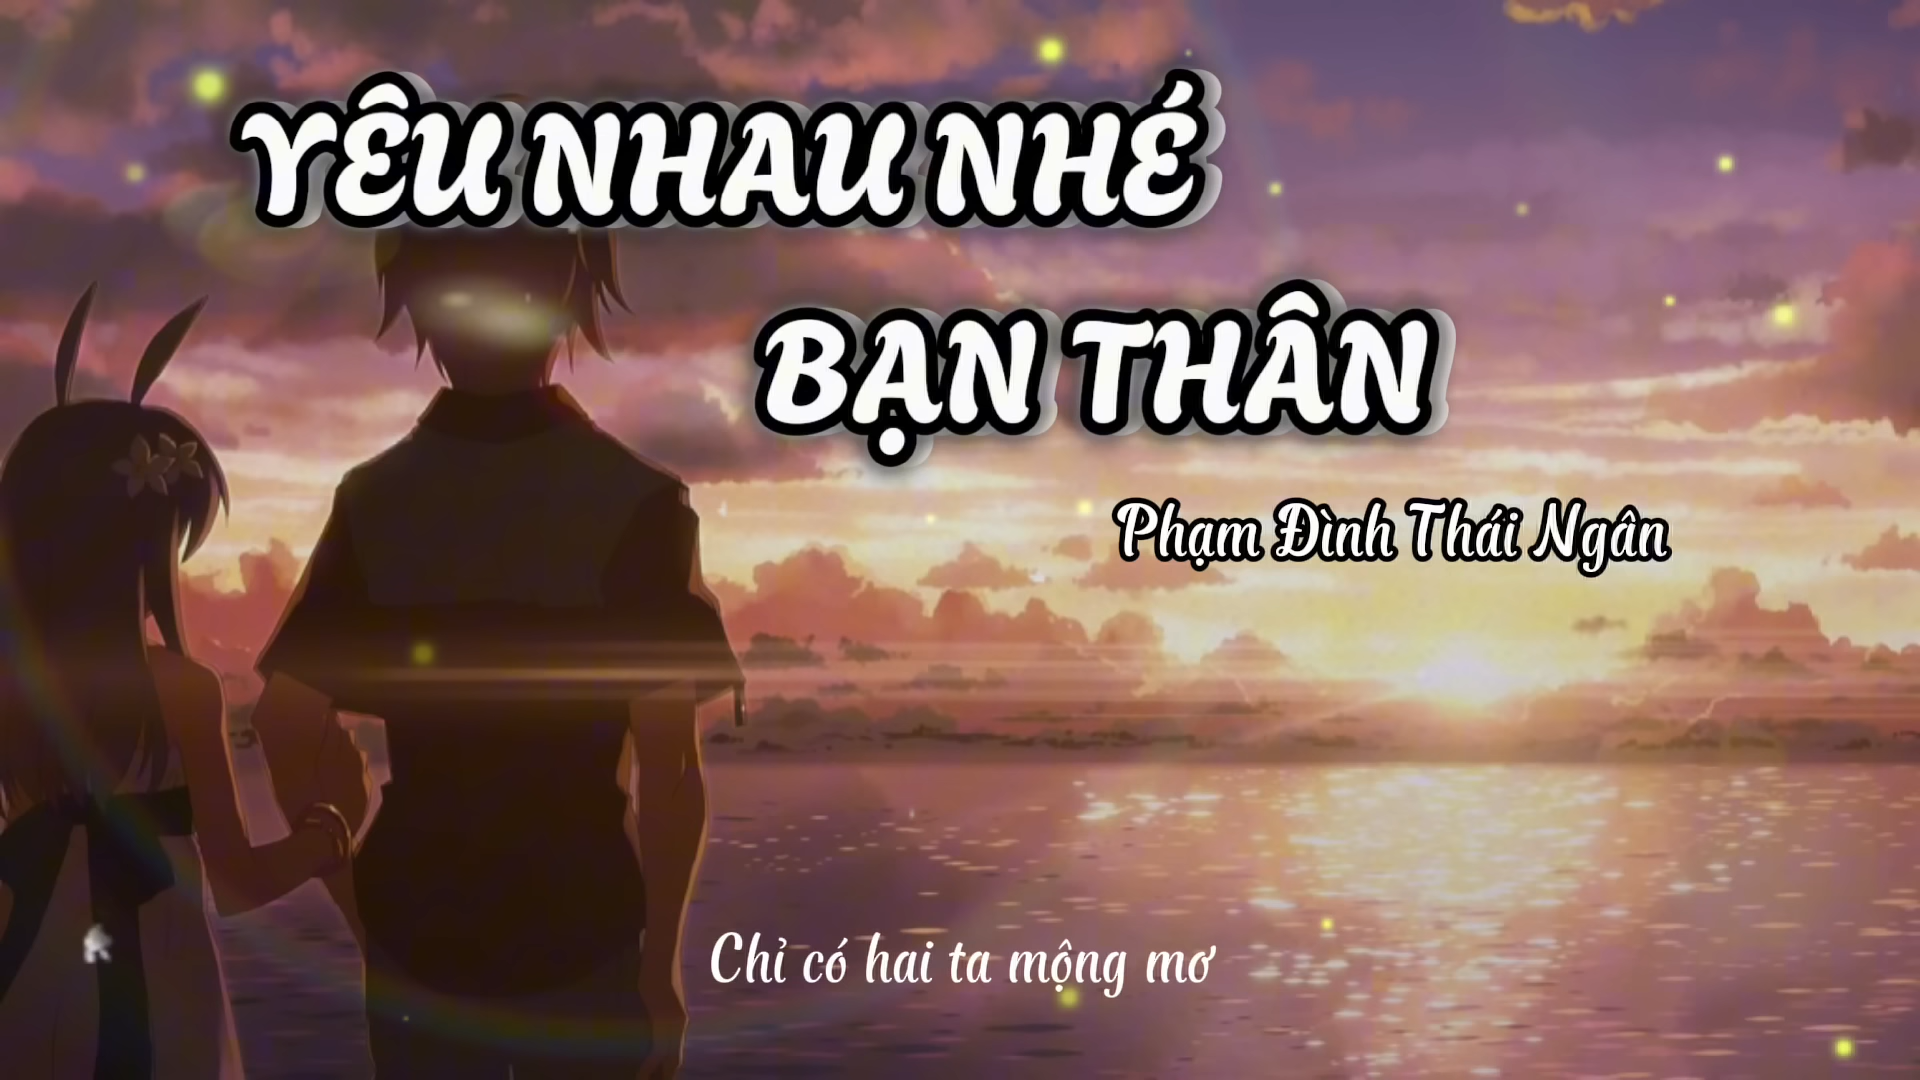 YÊU NHAU NHÉ
BẠN THÂN
Phạm Đình Thái Ngân
Chỉ có hai ta mộng mơ